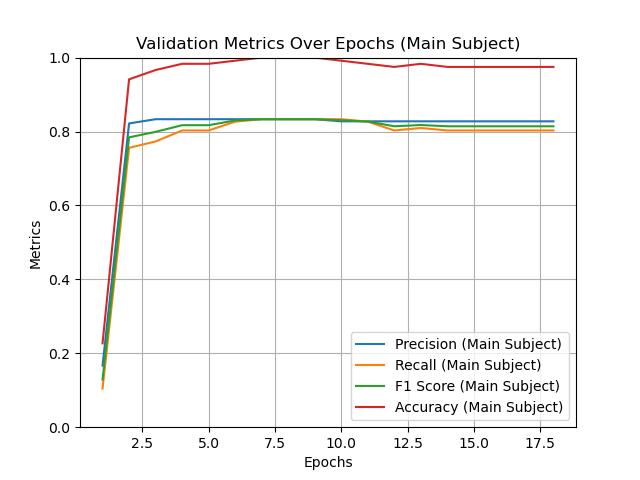 Validation Metrics Over Epochs (Main Subject)
1.0
0.8
0.6
0.4
0.2
0.0
Metrics
2.5 5.0 7.5 10.0 12.5 15.0 17.5
Epochs
Precision (Main Subject)
Recall (Main Subject)
F1 Score (Main Subject)
Accuracy (Main Subject)